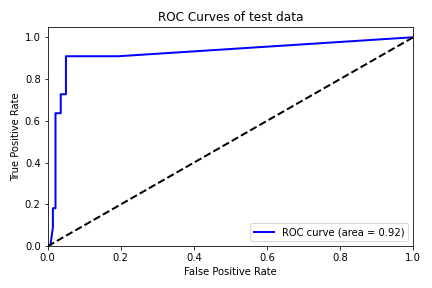 ROC Curves of test data
True Positive Rate
1.0
0.8
0.6
0.4
0.2
0.0
ROC curve (area = 0.92)
0.0 0.2 0.4 0.6 0.8 1.0
False Positive Rate